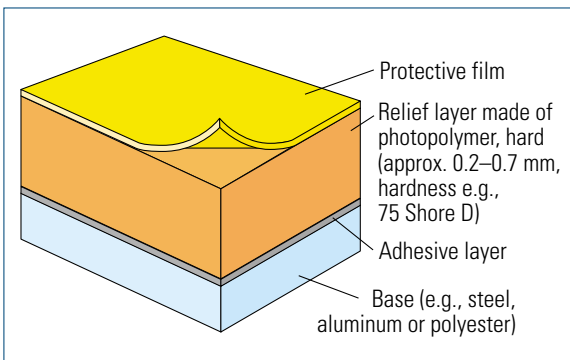 Protective film
Relief layer made of
photopolymer, hard
(approx. 0.2–0.7 mm,
hardness e.g.,
75 Shore D)
Adhesive layer
Base (e.g., steel,
aluminum or polyester)